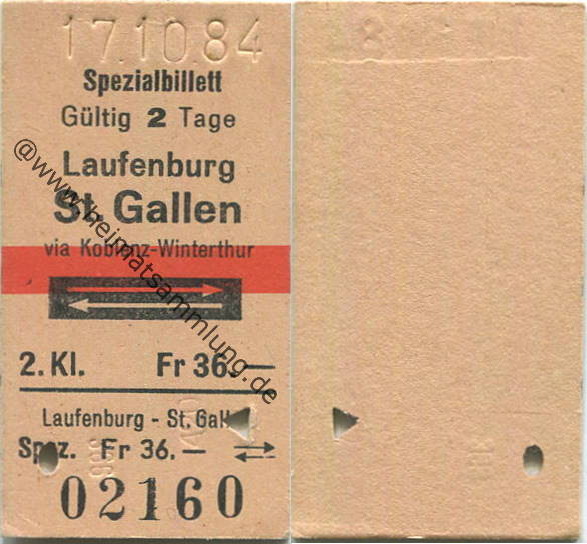 17.10.84
Spezialbillett
Gültig 2 Tage
Laufenburg
St. Gallen
via Koblenz-Winterthur
2. Kl. Fr 36.—
Laufenburg - St. Gall
Spez. Fr 36.—
02160
@www.heimatsammlung.de